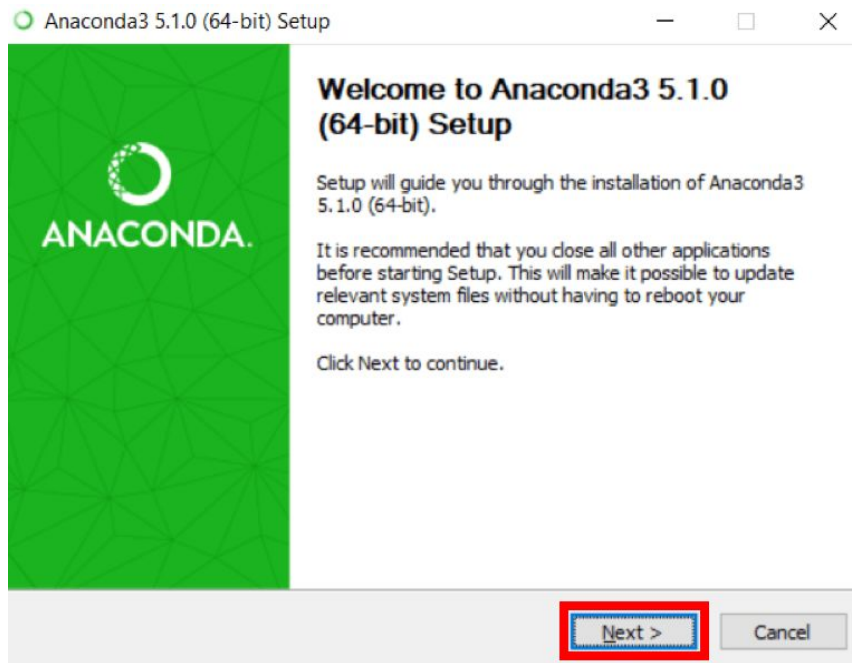 Anaconda3 5.1.0 (64-bit) Setup
Welcome to Anaconda3 5.1.0
(64-bit) Setup
Setup will guide you through the installation of Anaconda3
5.1.0 (64-bit).
It is recommended that you close all other applications
before starting Setup. This will make it possible to update
relevant system files without having to reboot your
computer.
Click Next to continue.
ANACONDA.
Next >
Cancel